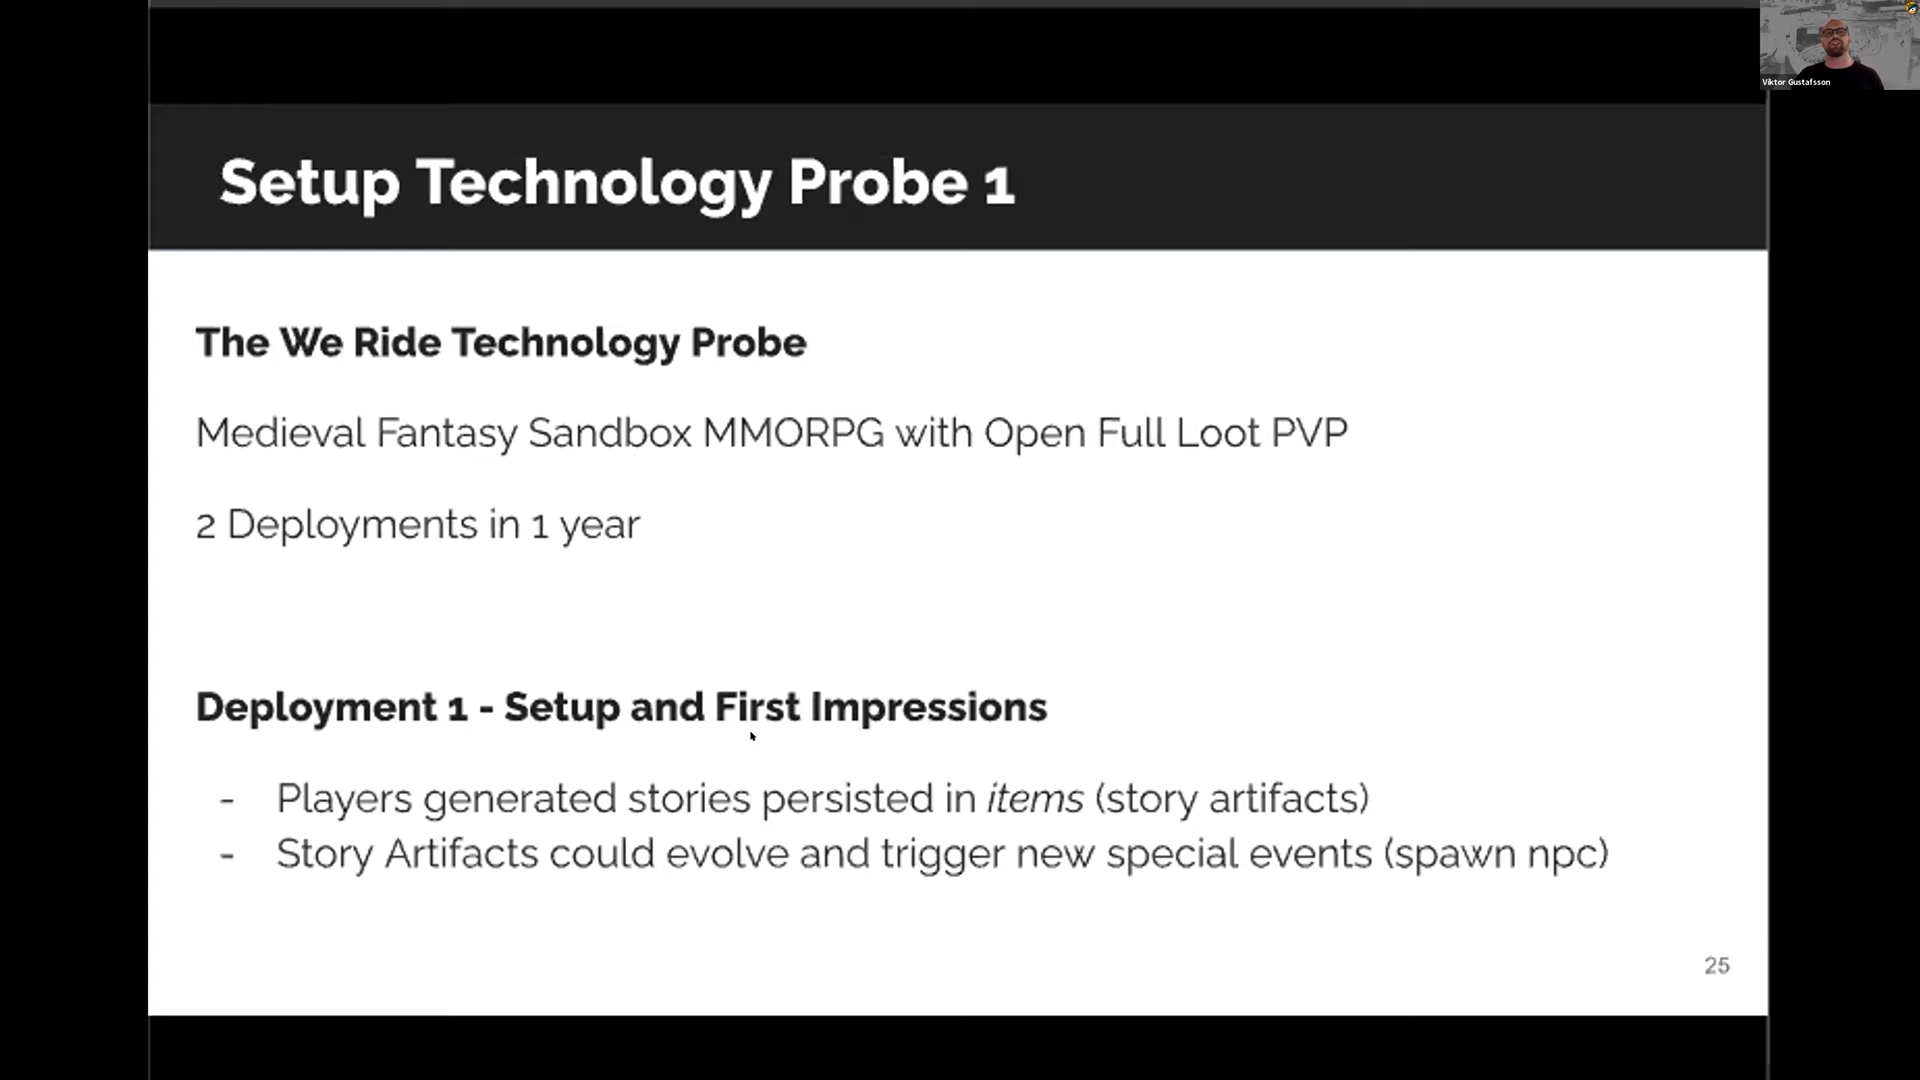 Viktor Gustafsson
Setup Technology Probe 1
The We Ride Technology Probe
Medieval Fantasy Sandbox MMORPG with Open Full Loot PVP
2 Deployments in 1 year
Deployment 1 - Setup and First Impressions
- Players generated stories persisted in items (story artifacts)
- Story Artifacts could evolve and trigger new special events (spawn npc)
25